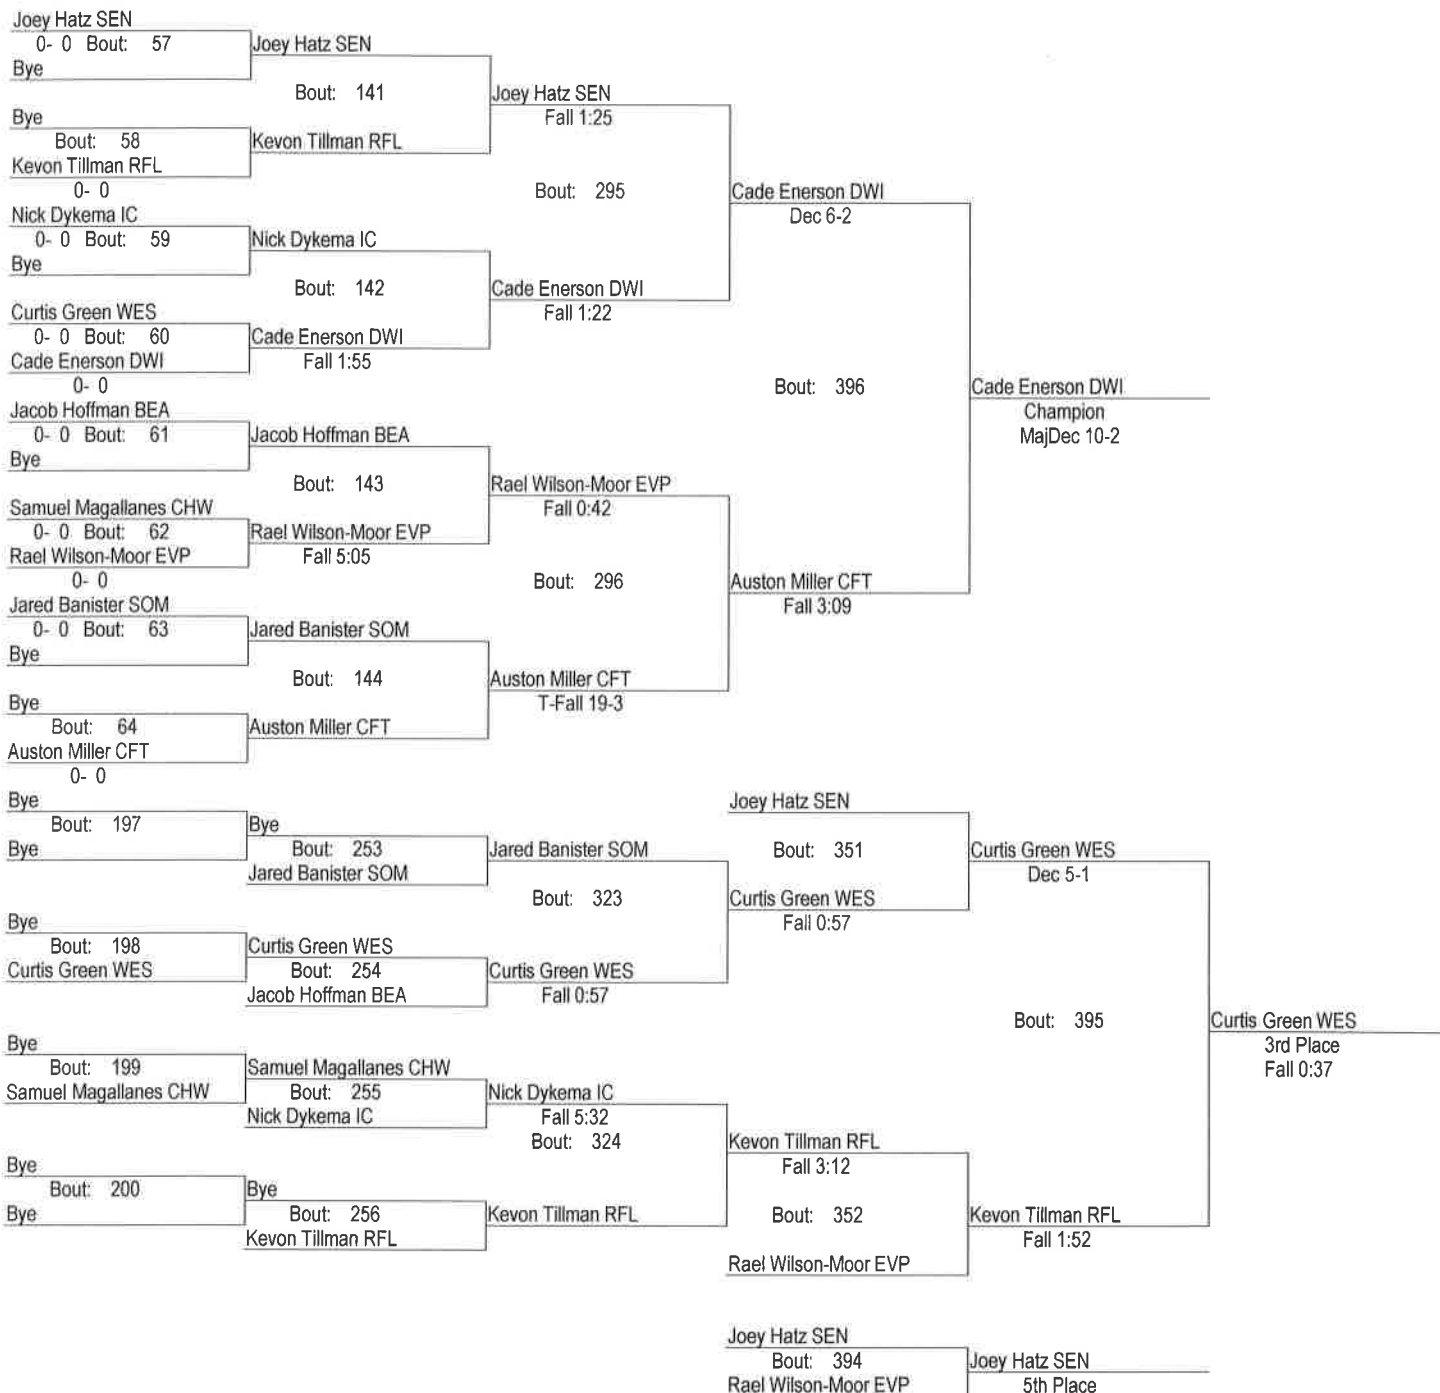 Joey Hatz SEN
0- 0 Bout: 57
Bye
Joey Hatz SEN
Bout: 141
Bye
Bout: 58
Kevon Tillman RFL
0- 0
Kevon Tillman RFL
Joey Hatz SEN
Fall 1:25
Bout: 295
Nick Dykema IC
0- 0 Bout: 59
Bye
Nick Dykema IC
Bout: 142
Curtis Green WES
0- 0 Bout: 60
Cade Enerson DWI
0- 0
Cade Enerson DWI
Fall 1:55
Cade Enerson DWI
Fall 1:22
Cade Enerson DWI
Dec 6-2
Bout: 396
Jacob Hoffman BEA
0- 0 Bout: 61
Bye
Jacob Hoffman BEA
Bout: 143
Samuel Magallanes CHW
0- 0 Bout: 62
Rael Wilson-Moor EVP
0- 0
Rael Wilson-Moor EVP
Fall 5:05
Rael Wilson-Moor EVP
Fall 0:42
Bout: 296
Jared Banister SOM
0- 0 Bout: 63
Bye
Jared Banister SOM
Bout: 144
Bye
Bout: 64
Auston Miller CFT
0- 0
Auston Miller CFT
Auston Miller CFT
T-Fall 19-3
Auston Miller CFT
Fall 3:09
Cade Enerson DWI
Champion
MajDec 10-2
Bye
Bout: 197
Bye
Bye
Bout: 253
Jared Banister SOM
Jared Banister SOM
Bout: 323
Bye
Bout: 198
Curtis Green WES
Curtis Green WES
Bout: 254
Jacob Hoffman BEA
Curtis Green WES
Fall 0:57
Joey Hatz SEN
Bout: 351
Curtis Green WES
Fall 0:57
Curtis Green WES
Dec 5-1
Bout: 395
Bye
Bout: 199
Samuel Magallanes CHW
Samuel Magallanes CHW
Bout: 255
Nick Dykema IC
Nick Dykema IC
Fall 5:32
Bout: 324
Bye
Bout: 200
Bye
Bye
Bout: 256
Kevon Tillman RFL
Kevon Tillman RFL
Kevon Tillman RFL
Fall 3:12
Bout: 352
Rael Wilson-Moor EVP
Kevon Tillman RFL
Fall 1:52
Curtis Green WES
3rd Place
Fall 0:37
Joey Hatz SEN
Bout: 394
Rael Wilson-Moor EVP
Joey Hatz SEN
5th Place